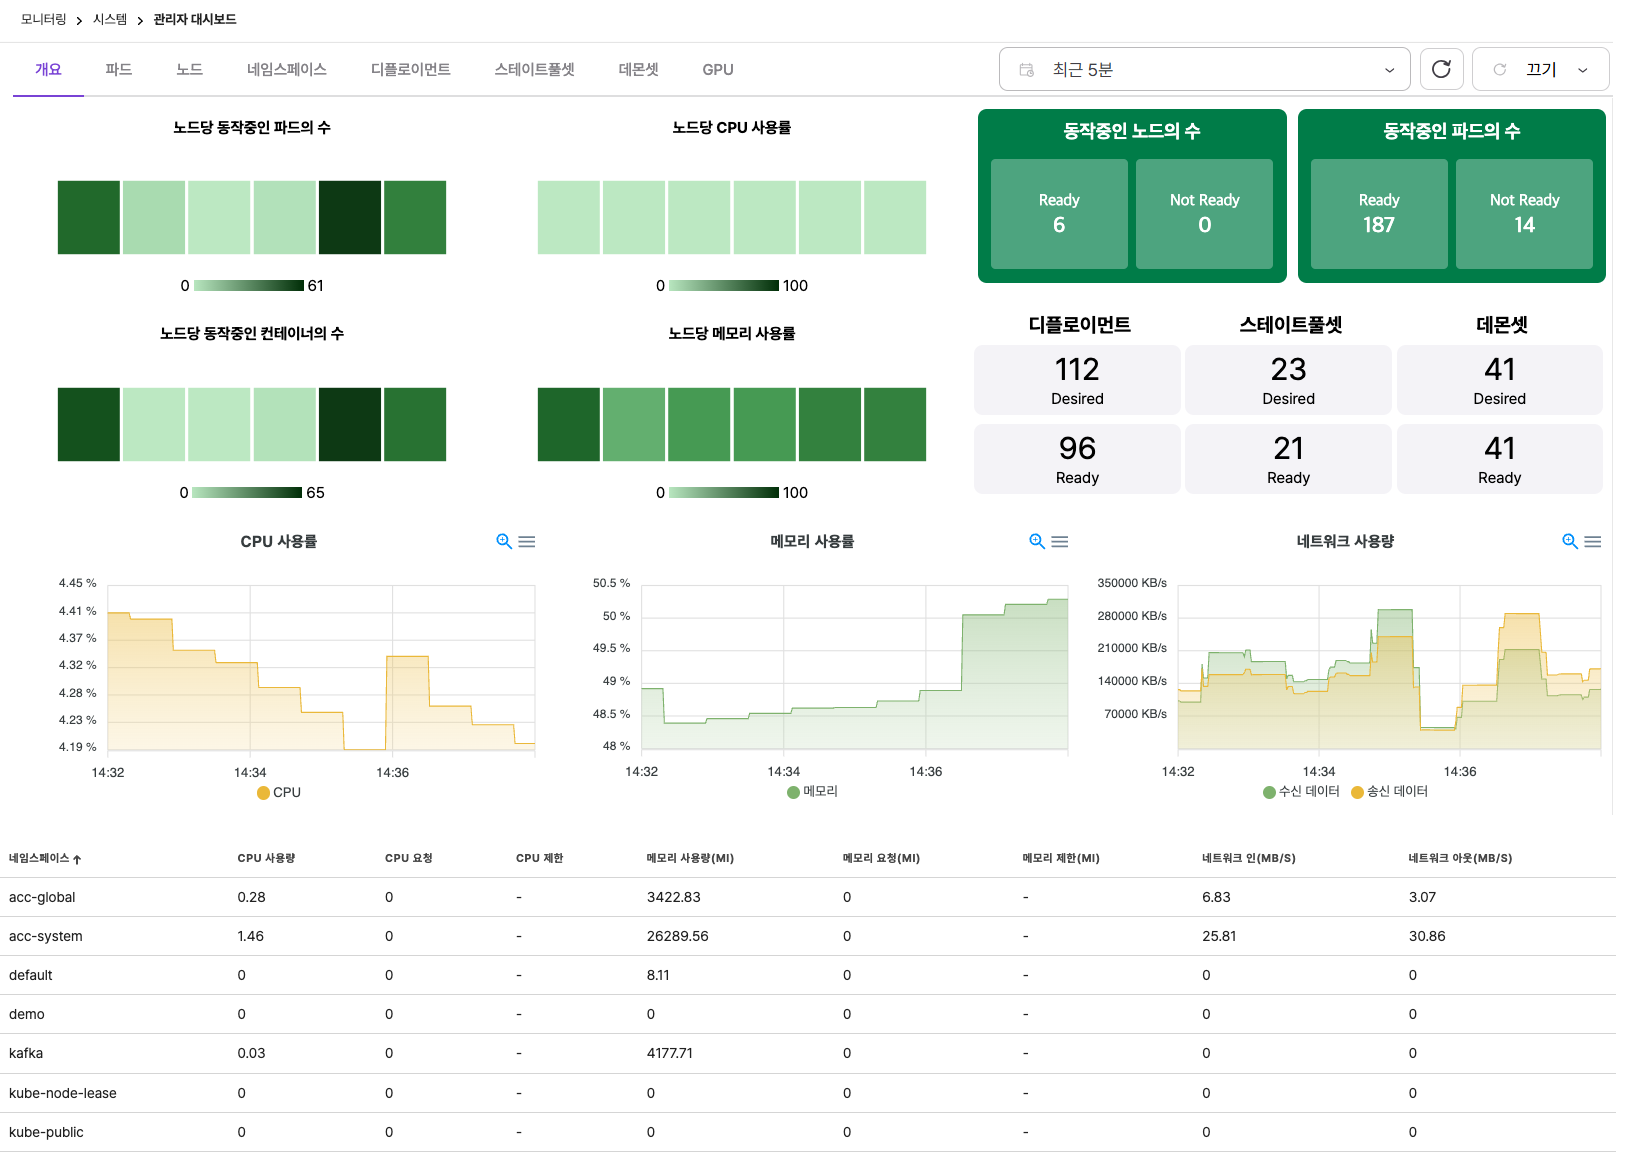 모니터링 > 시스템 > 관리자 대시보드
개요 파드 노드 네임스페이스 디플로이먼트 스테이트풀셋 데몬셋 GPU 최근 5분 끄기
노드당 동작중인 파드의 수
0 61
노드당 CPU 사용률
0 100
동작중인 노드의 수
Ready Not Ready
6 0
동작중인 파드의 수
Ready Not Ready
187 14
노드당 동작중인 컨테이너의 수
0 65
노드당 메모리 사용률
0 100
디플로이먼트 스테이트풀셋 데몬셋
112 23 41
Desired Desired Desired
96 21 41
Ready Ready Ready
CPU 사용률
4.45 %
4.41 %
4.37 %
4.32 %
4.28 %
4.23 %
4.19 %
14:32 14:34 14:36
CPU
메모리 사용률
50.5 %
50 %
49.5 %
49 %
48.5 %
48 %
14:32 14:34 14:36
메모리
네트워크 사용량
350000 KB/s
280000 KB/s
210000 KB/s
140000 KB/s
70000 KB/s
14:32 14:34 14:36
수신 데이터 송신 데이터
네임스페이스 CPU 사용량 CPU 요청 CPU 제한 메모리 사용량(MI) 메모리 요청(MI) 메모리 제한(MI) 네트워크 인(MB/S) 네트워크 아웃(MB/S)
acc-global 0.28 0 - 3422.83 0 - 6.83 3.07
acc-system 1.46 0 - 26289.56 0 - 25.81 30.86
default 0 0 - 8.11 0 - 0 0
demo 0 0 - 0 0 - 0 0
kafka 0.03 0 - 4177.71 0 - 0 0
kube-node-lease 0 0 - 0 0 - 0 0
kube-public 0 0 - 0 0 - 0 0